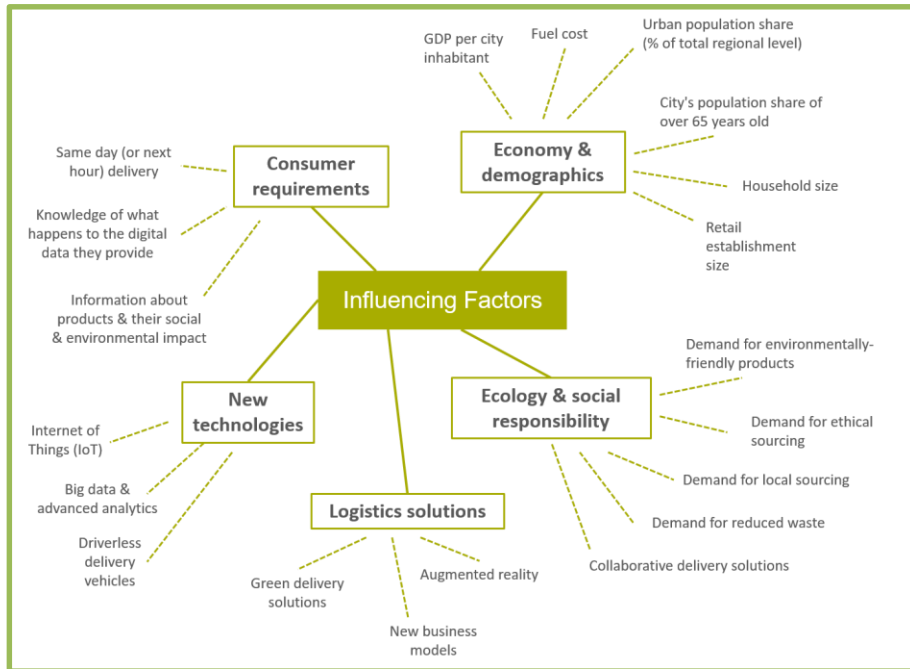 Urban population share
(% of total regional level)
Fuel cost
GDP per city
inhabitant
City's population share of
over 65 years old
Economy &
demographics
Household size
Retail
establishment
size
Consumer
requirements
Same day (or next
hour) delivery
Knowledge of what
happens to the digital
data they provide
Information about
products & their social
& environmental impact
Influencing Factors
New
technologies
Internet of
Things (IoT)
Big data &
advanced analytics
Driverless
delivery
vehicles
Logistics solutions
Green delivery
solutions
New business
models
Augmented reality
Ecology & social
responsibility
Demand for environmentally-
friendly products
Demand for ethical
sourcing
Demand for local sourcing
Demand for reduced waste
Collaborative delivery solutions